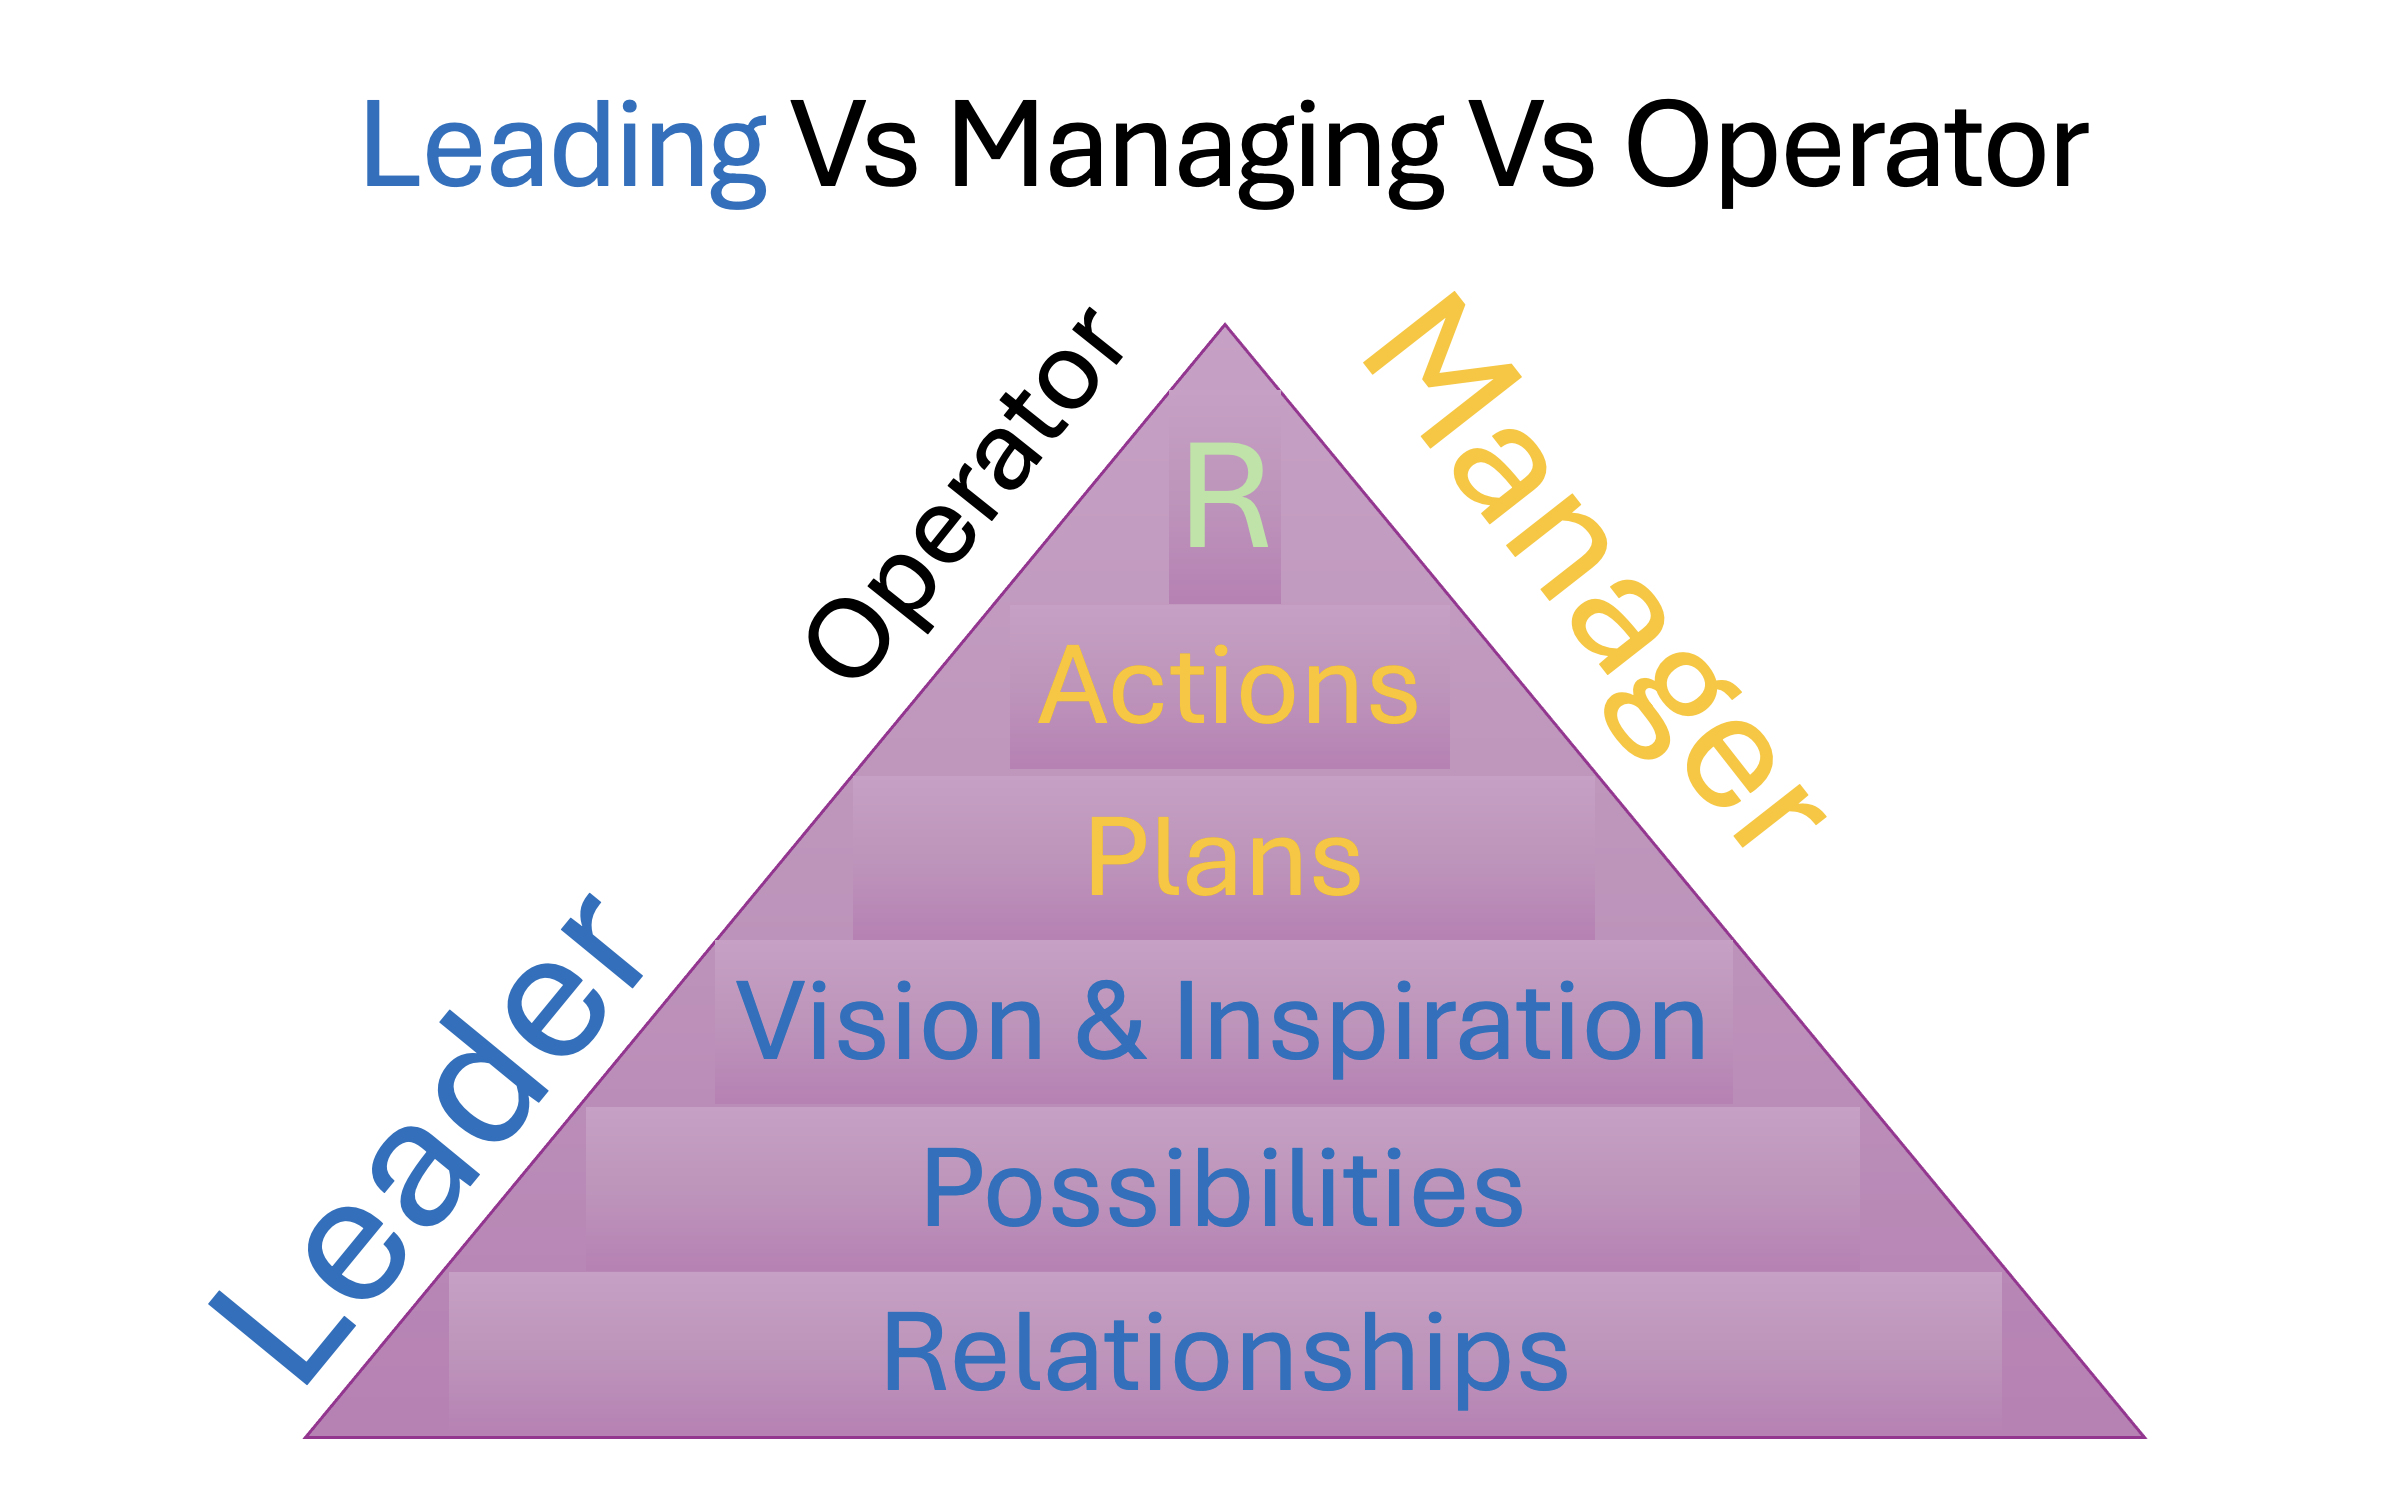 Leading Vs Managing Vs Operator
Operator
Manager
R
Actions
Plans
Leader
Vision & Inspiration
Possibilities
Relationships